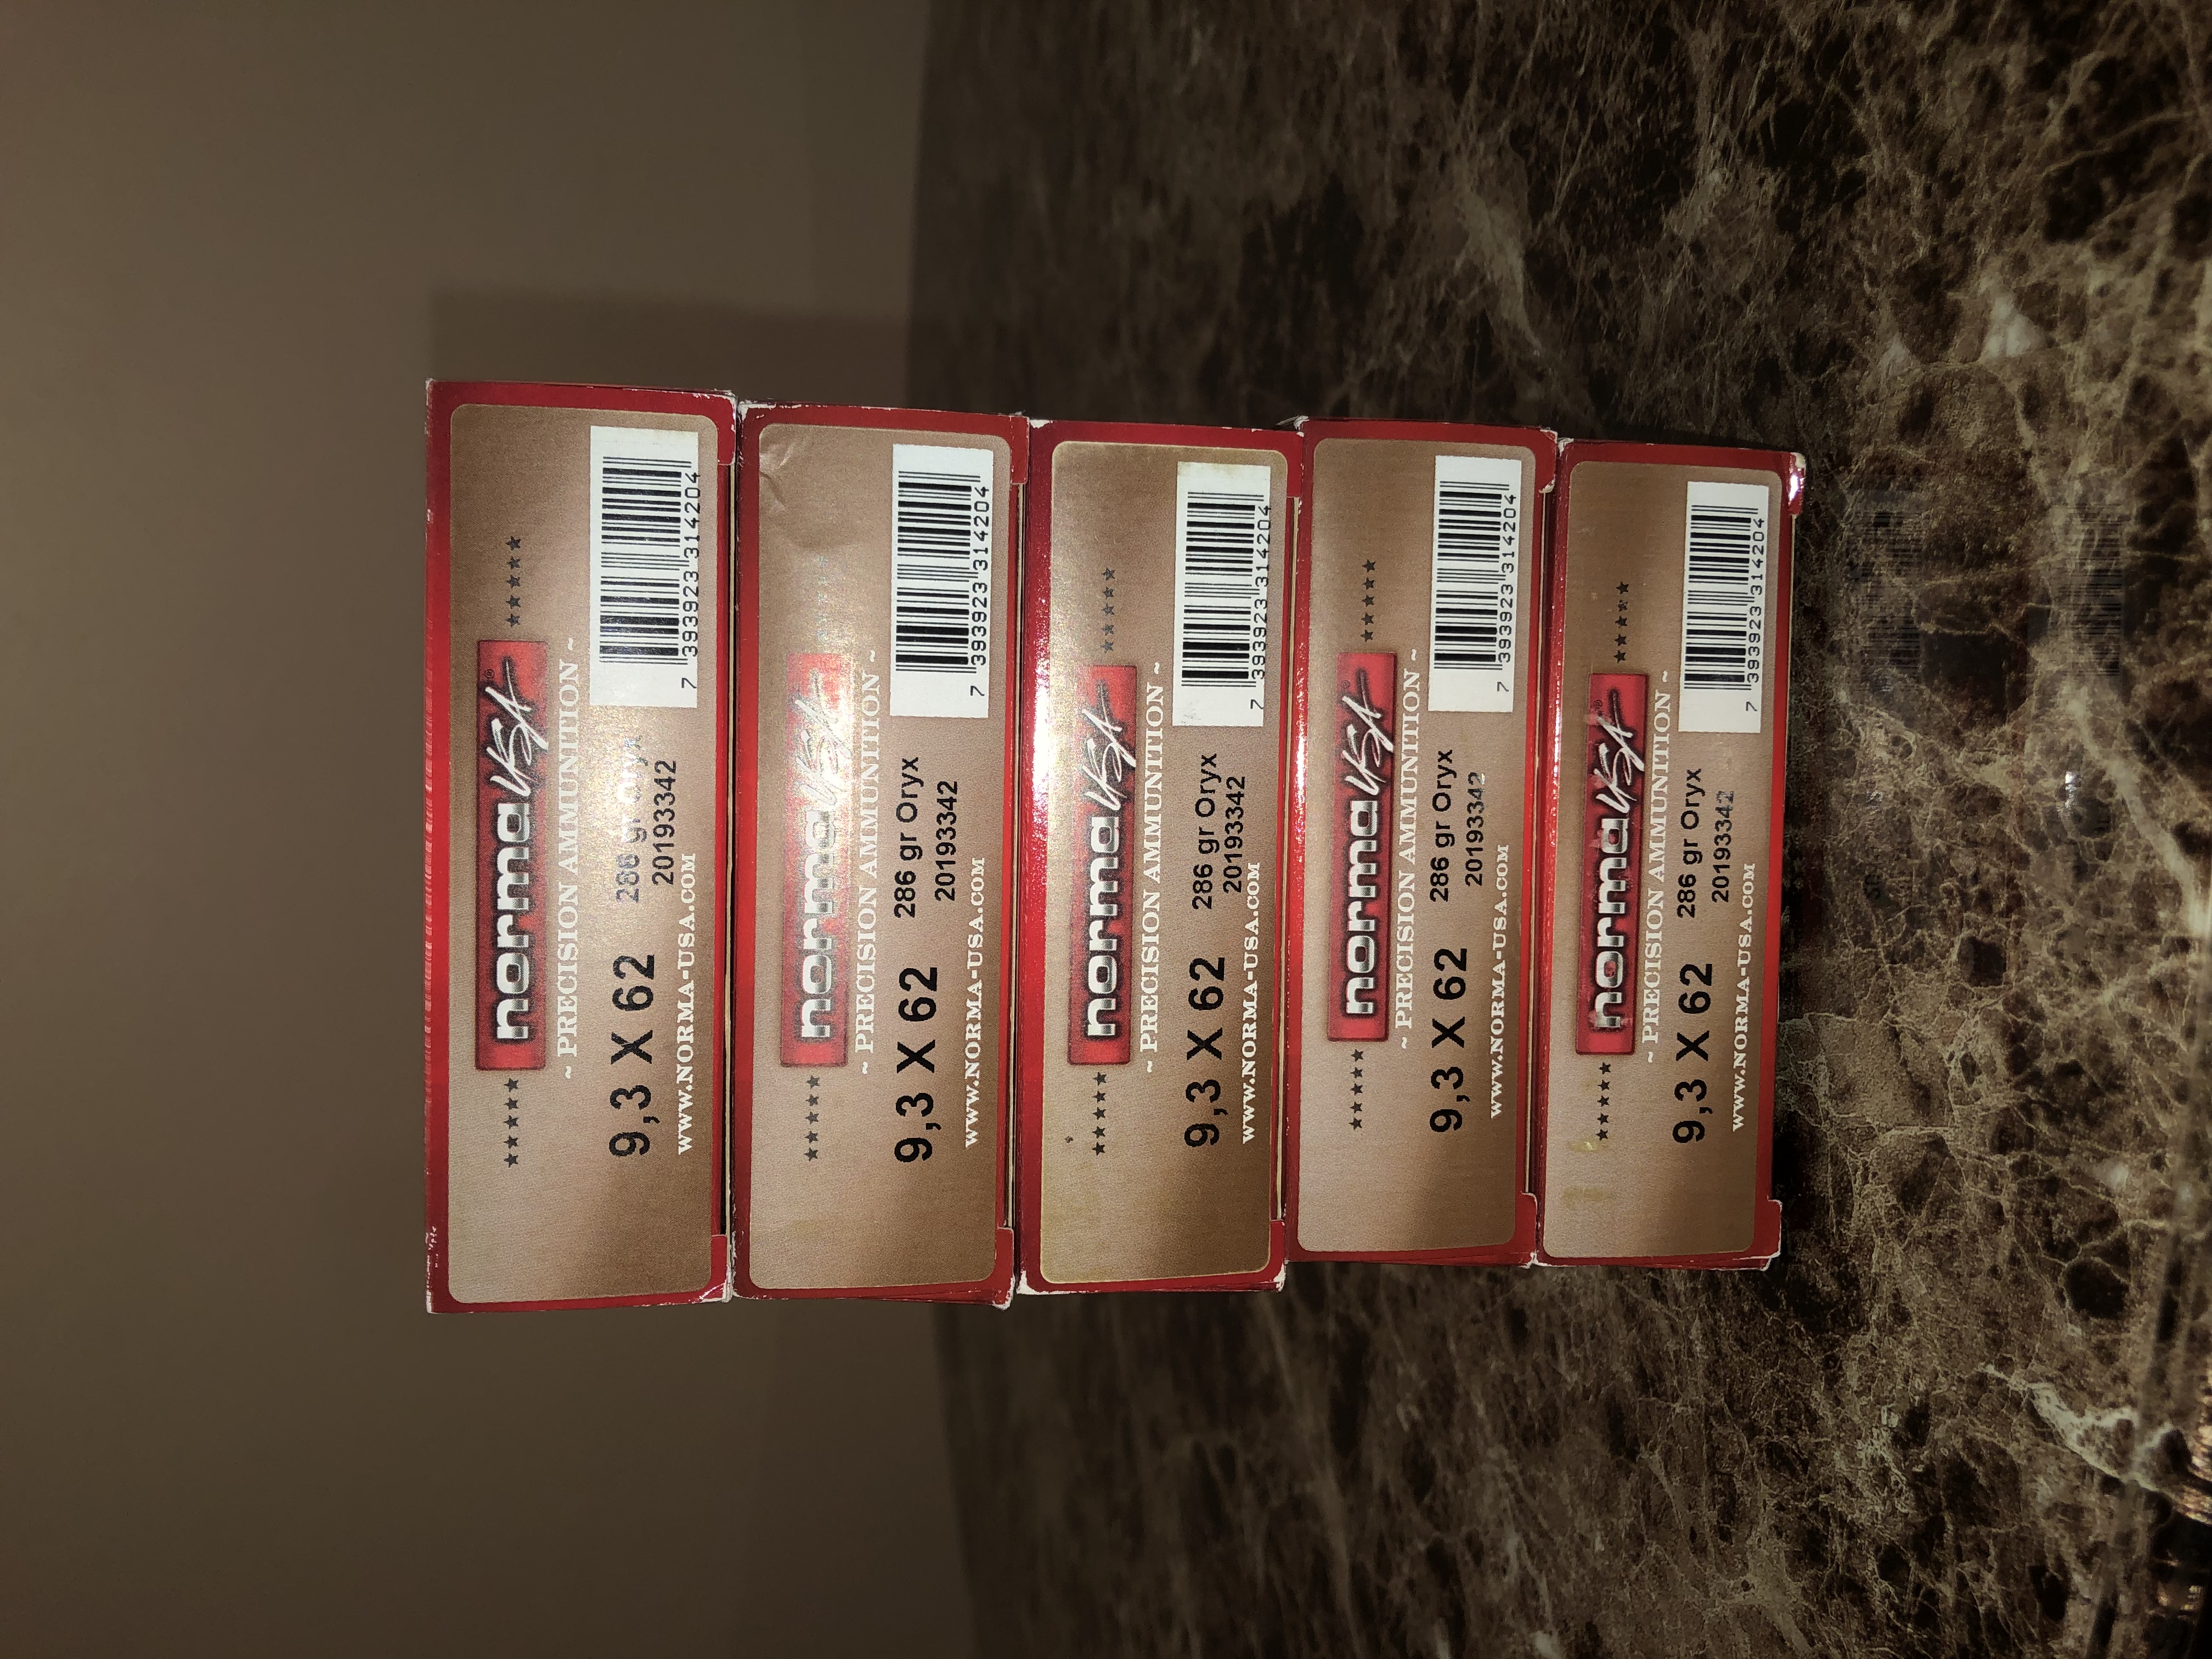 norma USA®
~ PRECISION AMMUNITION ~
9,3 X 62 286 gr Oryx
20193342
WWW.NORMA-USA.COM
7 393923 314204
norma USA
~ PRECISION AMMUNITION ~
9,3 X 62 286 gr Oryx
20193342
WWW.NORMA-USA.COM
7 393923 314204
norma USA
~ PRECISION AMMUNITION ~
9,3 X 62 286 gr Oryx
20193342
WWW.NORMA-USA.COM
7 393923 314204
norma USA®
~ PRECISION AMMUNITION ~
9,3 X 62 286 gr Oryx
20193342
WWW.NORMA-USA.COM
7 393923 314204
norma USA®
~ PRECISION AMMUNITION ~
9,3 X 62 286 gr Oryx
20193342
WWW.NORMA-USA.COM
7 393923 314204